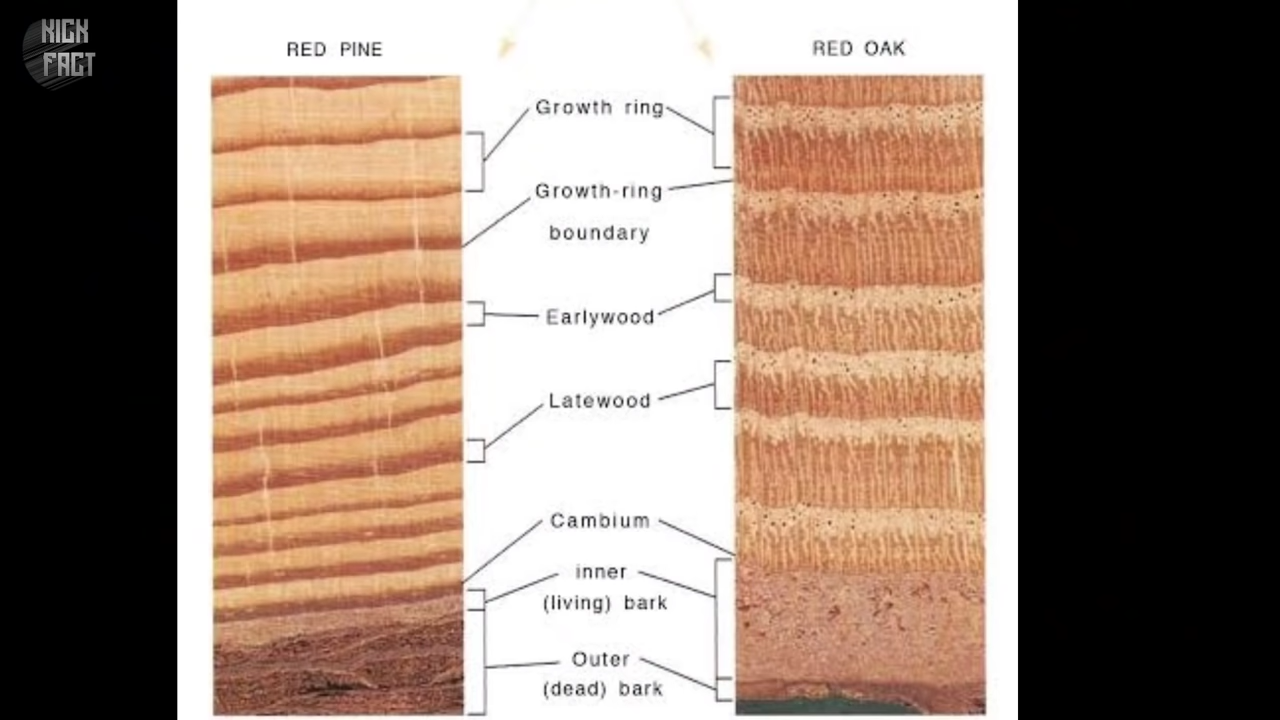 KICK
FACT
RED PINE
RED OAK
Growth ring
Growth-ring
boundary
Earlywood
Latewood
Cambium
inner
(living) bark
Outer
(dead) bark